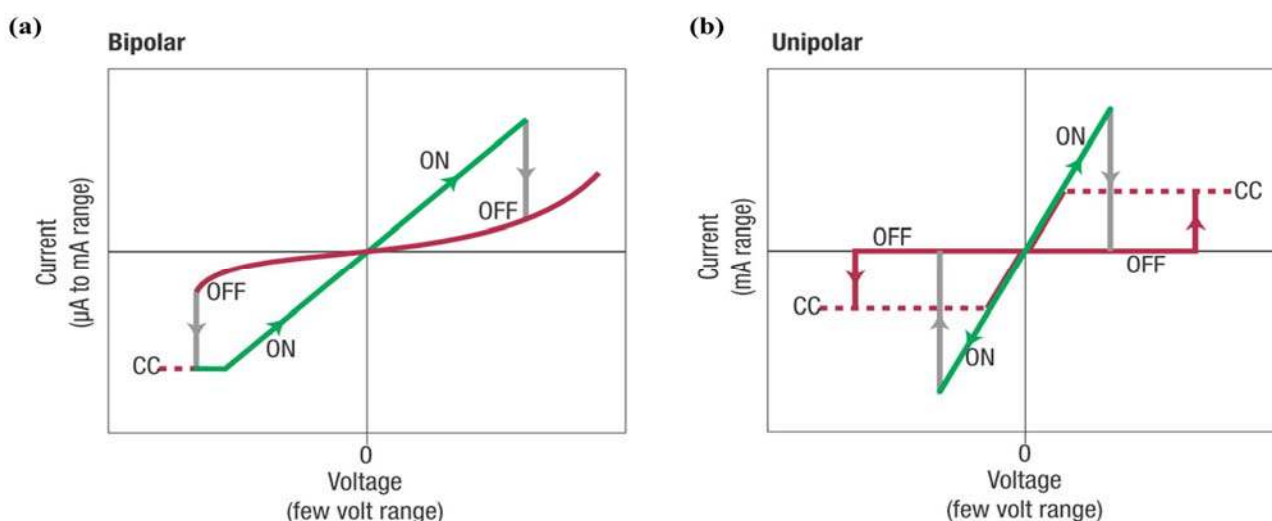 (a)
Bipolar
ON
OFF
OFF
ON
CC
Current
(µA to mA range)
0
Voltage
(few volt range)
(b)
Unipolar
ON
CC
OFF
OFF
CC
ON
Current
(mA range)
0
Voltage
(few volt range)